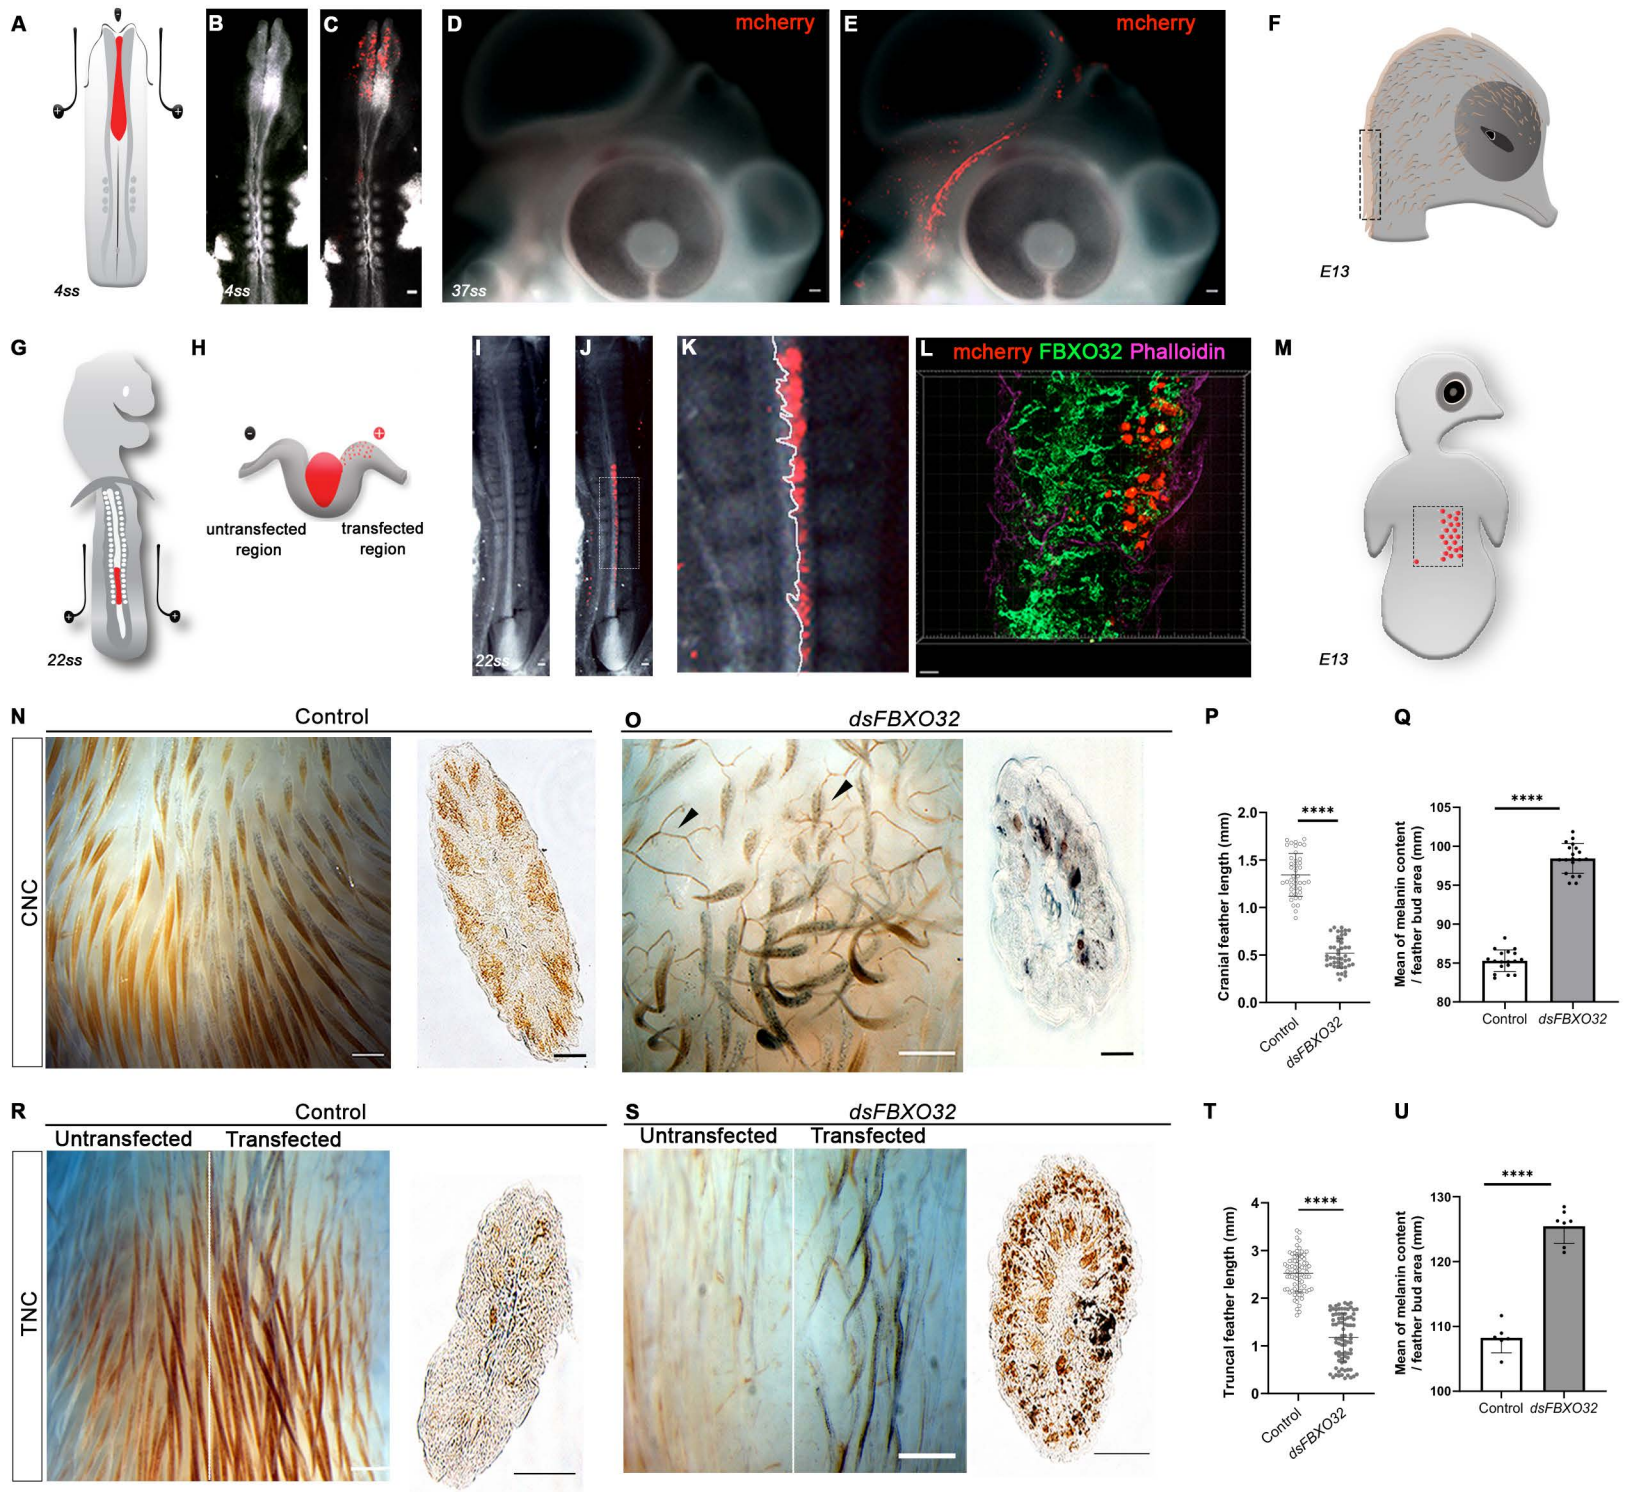 A
B
C
D
mcherry
E
mcherry
F
4ss
4ss
37ss
E13
G
H
I
J
K
L
mcherry FBXO32 Phalloidin
M
untransfected
region
transfected
region
22ss
22ss
E13
N
Control
O
dsFBXO32
P
Q
CNC
Cranial feather length (mm)
2.0
1.5
1.0
0.5
0.0
****
Control
dsFBXO32
Mean of melanin content
/ feather bud area (mm)
105
100
95
90
85
80
****
Control
dsFBXO32
R
Control
S
dsFBXO32
T
U
Untransfected
Transfected
Untransfected
Transfected
TNC
Truncal feather length (mm)
4
3
2
1
0
****
Control
dsFBXO32
Mean of melanin content
/ feather bud area (mm)
130
120
110
100
****
Control
dsFBXO32